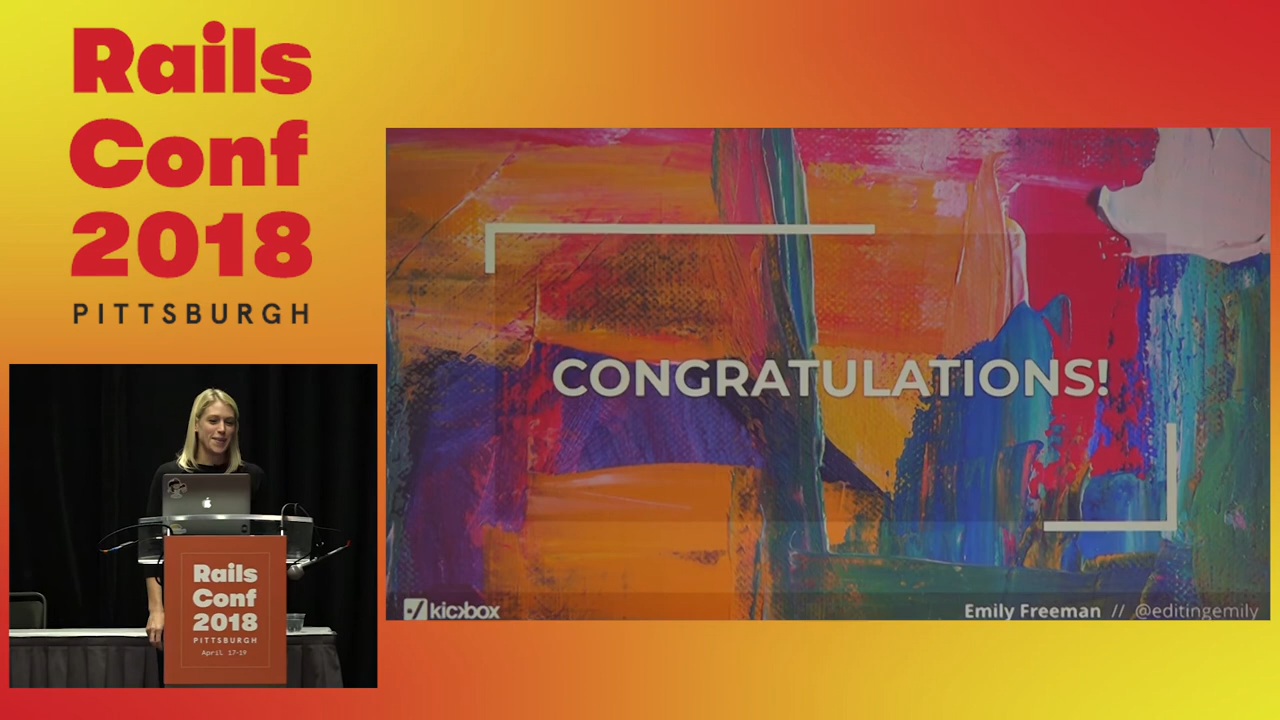 Rails
Conf
2018
PITTSBURGH
CONGRATULATIONS!
kickbox
Emily Freeman // @editingemily
Rails
Conf
2018
PITTSBURGH
April 17-19